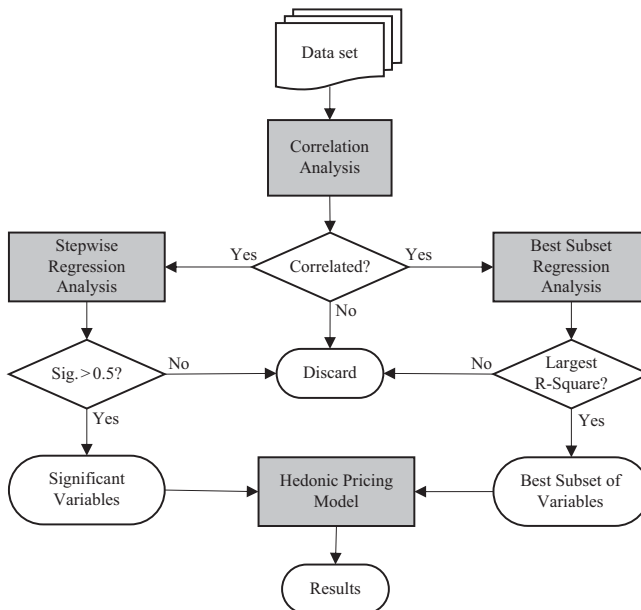 Data set
Correlation
Analysis
Stepwise
Regression
Analysis
Yes
Correlated?
Yes
Best Subset
Regression
Analysis
No
Sig. > 0.5?
No
Discard
No
Largest
R-Square?
Yes
Yes
Significant
Variables
Hedonic Pricing
Model
Best Subset of
Variables
Results